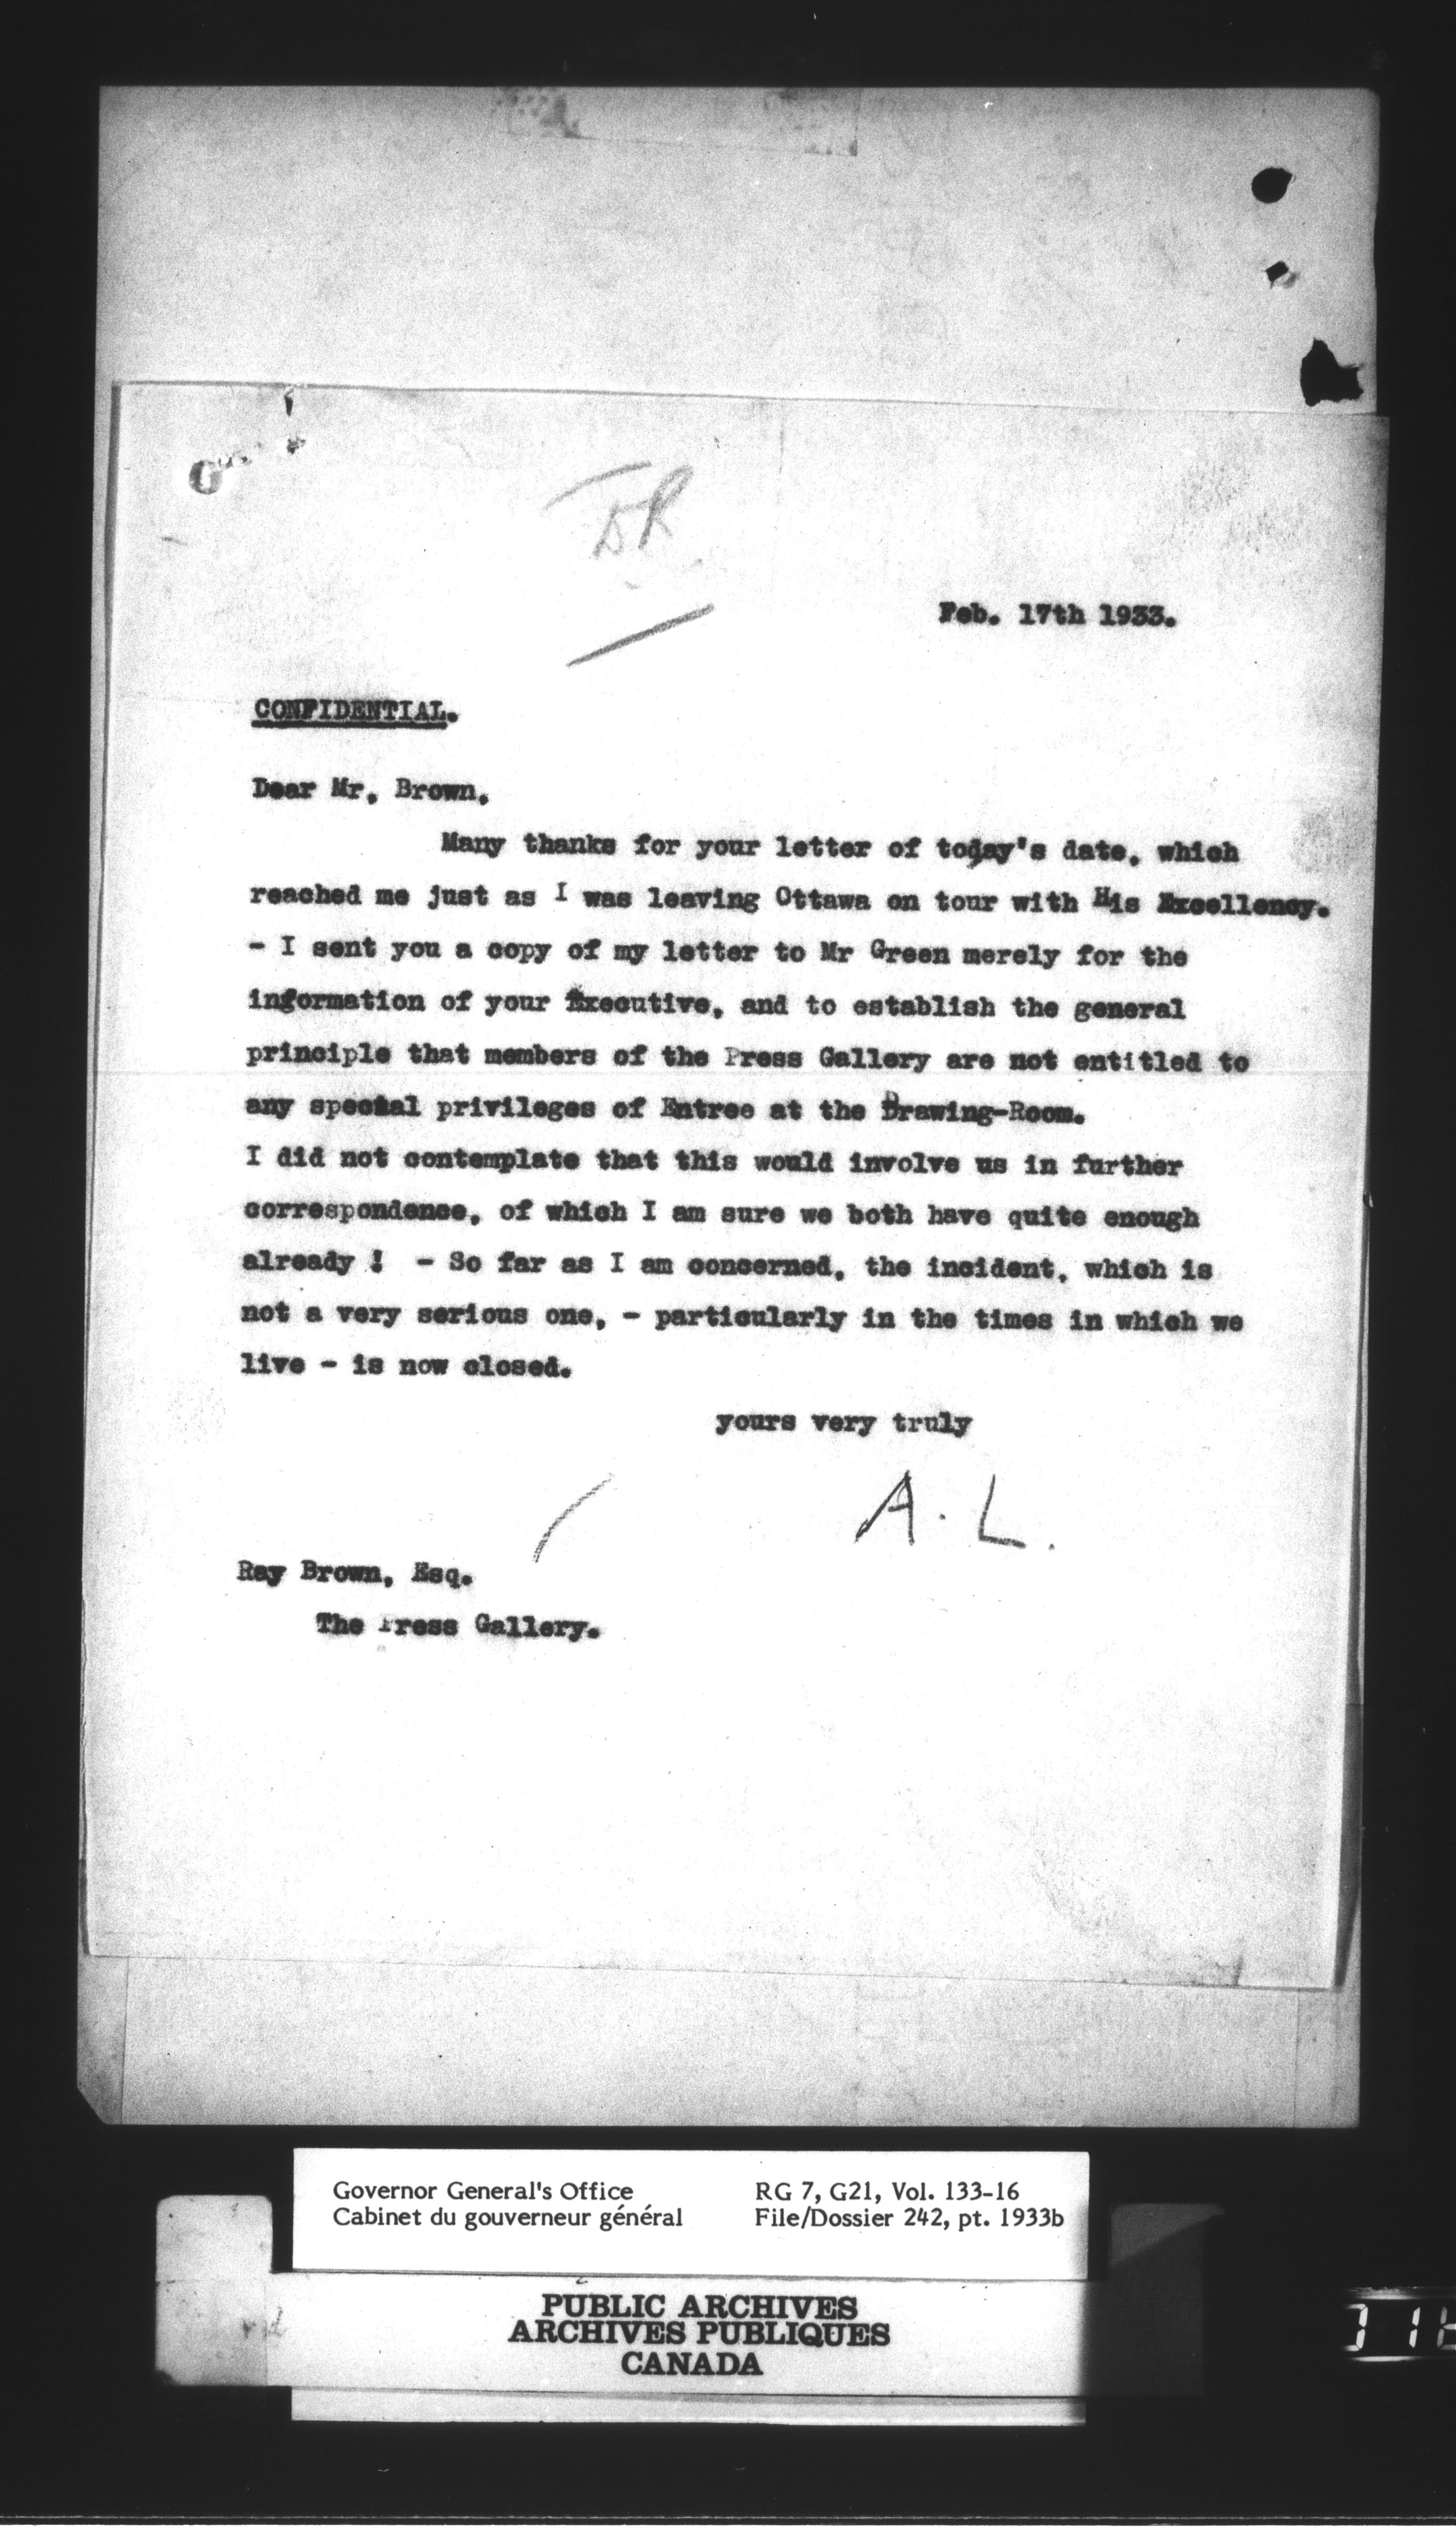 G
DR
Feb. 17th 1933.
CONFIDENTIAL.
Dear Mr. Brown.
Many thanks for your letter of today's date, which
reached me just as I was leaving Ottawa on tour with His Excellency.
- I sent you a copy of my letter to Mr Green merely for the
information of your Executive, and to establish the general
principle that members of the Press Gallery are not entitled to
any special privileges of Entree at the Drawing-Room.
I did not contemplate that this would involve us in further
correspondence, of which I am sure we both have quite enough
already ! - So far as I am concerned, the incident, which is
not a very serious one, - particularly in the times in which we
live - is now closed.
yours very truly
A. L.
Ray Brown, Esq.
The Press Gallery.
Governor General's Office RG 7, G21, Vol. 133-16
Cabinet du gouverneur général File/Dossier 242, pt. 1933b
PUBLIC ARCHIVES
ARCHIVES PUBLIQUES
CANADA